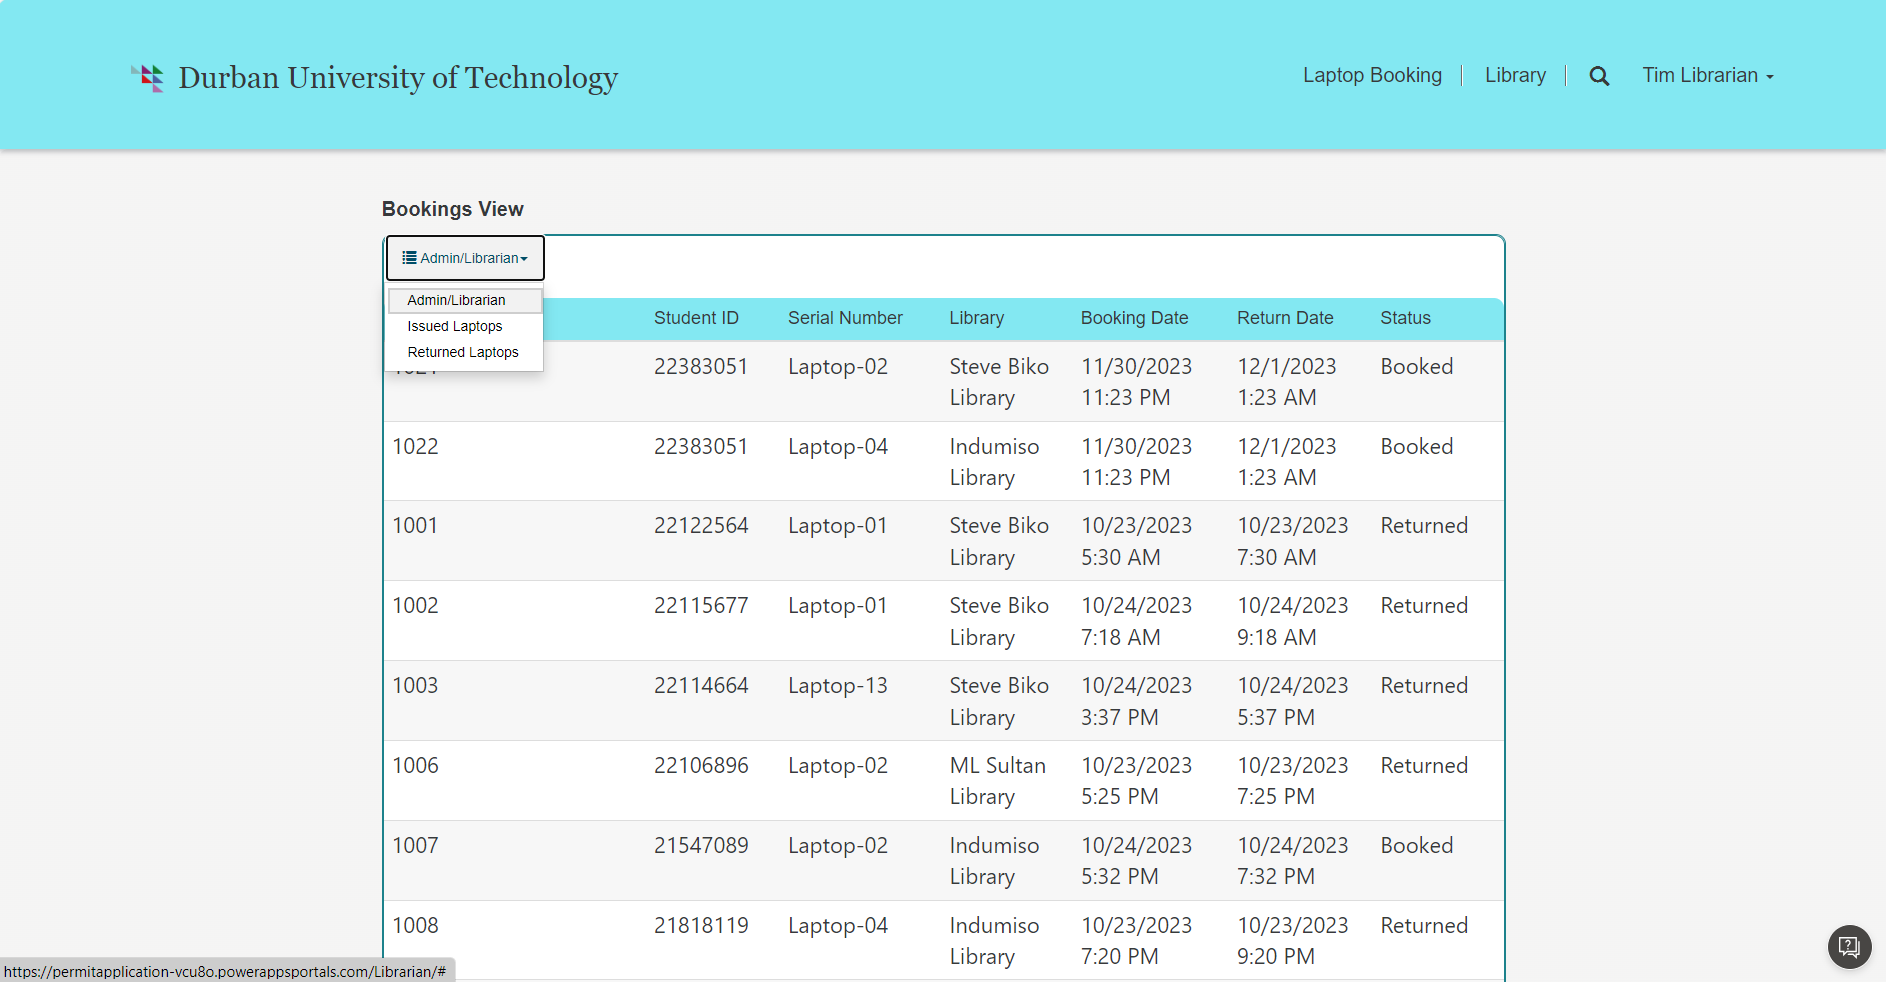 Durban University of Technology
Laptop Booking
Library
Tim Librarian
Bookings View
Admin/Librarian
Admin/Librarian
Issued Laptops
Returned Laptops
Student ID Serial Number Library Booking Date Return Date Status
22383051 Laptop-02 Steve Biko 11/30/2023 12/1/2023 Booked
Library 11:23 PM 1:23 AM
1022 22383051 Laptop-04 Indumiso 11/30/2023 12/1/2023 Booked
Library 11:23 PM 1:23 AM
1001 22122564 Laptop-01 Steve Biko 10/23/2023 10/23/2023 Returned
Library 5:30 AM 7:30 AM
1002 22115677 Laptop-01 Steve Biko 10/24/2023 10/24/2023 Returned
Library 7:18 AM 9:18 AM
1003 22114664 Laptop-13 Steve Biko 10/24/2023 10/24/2023 Returned
Library 3:37 PM 5:37 PM
1006 22106896 Laptop-02 ML Sultan 10/23/2023 10/23/2023 Returned
Library 5:25 PM 7:25 PM
1007 21547089 Laptop-02 Indumiso 10/24/2023 10/24/2023 Booked
Library 5:32 PM 7:32 PM
1008 21818119 Laptop-04 Indumiso 10/23/2023 10/23/2023 Returned
Library 7:20 PM 9:20 PM
https://permitapplication-vcu8o.powerappsportals.com/Librarian/#